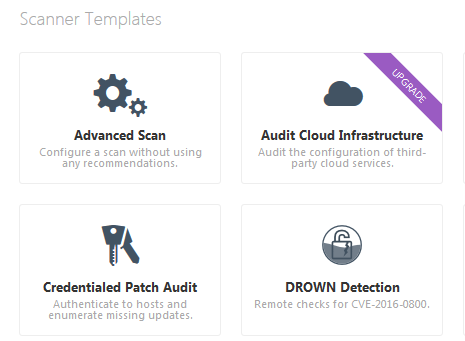 Scanner Templates
UPGRADE
Advanced Scan
Configure a scan without using
any recommendations.
Audit Cloud Infrastructure
Audit the configuration of third-
party cloud services.
Credentialed Patch Audit
Authenticate to hosts and
enumerate missing updates.
DROWN Detection
Remote checks for CVE-2016-0800.